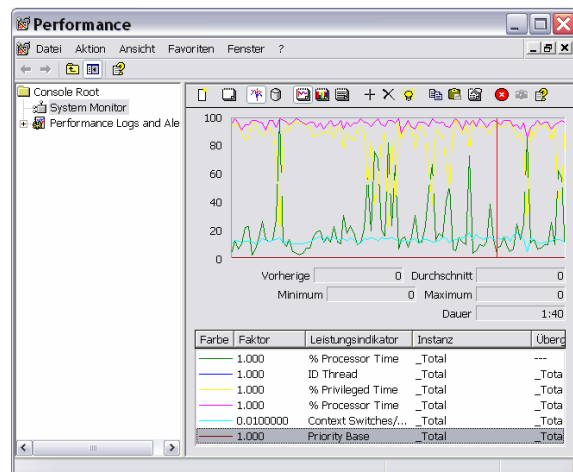 Performance
Datei Aktion Ansicht Favoriten Fenster ?
Console Root
System Monitor
Performance Logs and Ale
100
80
60
40
20
0
Vorherige 0 Durchschnitt 0
Minimum 0 Maximum 0
Dauer 1:40
Farbe Faktor Leistungsindikator Instanz Überg
1.000 % Processor Time _Total ---
1.000 ID Thread _Total _Tota
1.000 % Privileged Time _Total _Tota
1.000 % Processor Time _Total _Tota
0.0100000 Context Switches/... _Total _Tota
1.000 Priority Base _Total _Tota